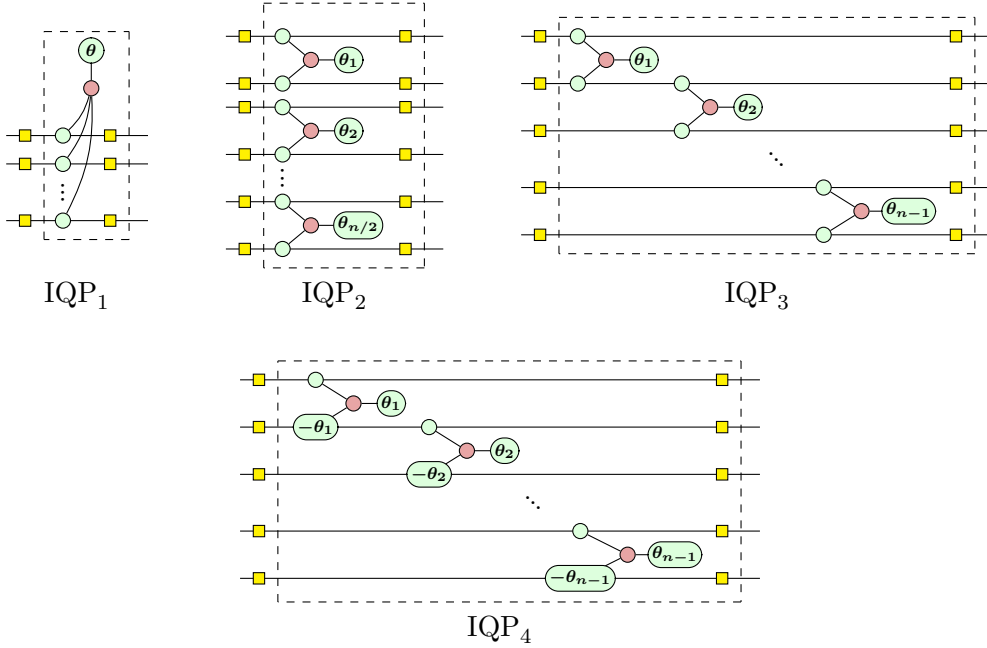 θ
θ₁
θ₂
⋮
θₙ/₂
θ₁
θ₂
⋱
θₙ₋₁
IQP₁
IQP₂
IQP₃
θ₁
−θ₁
θ₂
−θ₂
⋱
θₙ₋₁
−θₙ₋₁
IQP₄